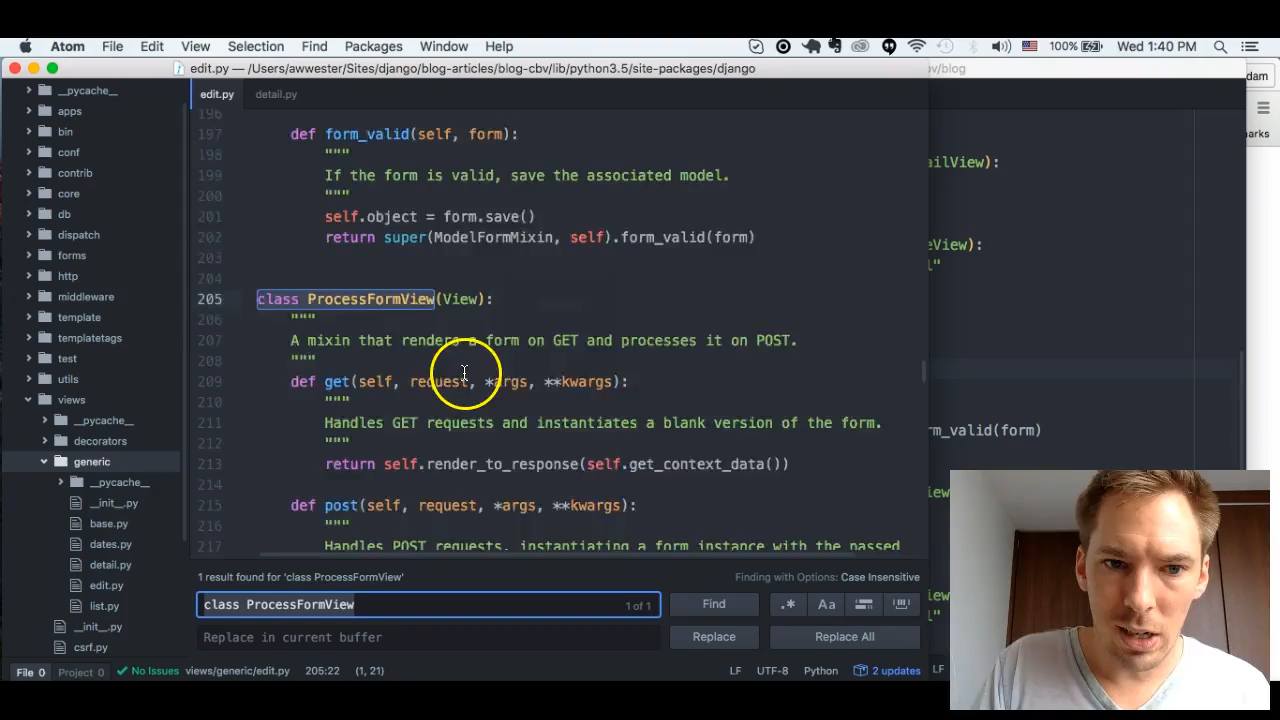 Atom File Edit View Selection Find Packages Window Help 100% Wed 1:40 PM
edit.py — /Users/awwester/Sites/django/blog-articles/blog-cbv/lib/python3.5/site-packages/django
v/blog
dam
marks
__pycache__
apps
bin
conf
contrib
core
db
dispatch
forms
http
middleware
template
templatetags
test
utils
views
__pycache__
decorators
generic
__pycache__
__init__.py
base.py
dates.py
detail.py
edit.py
list.py
__init__.py
csrf.py
edit.py detail.py
196
197 def form_valid(self, form):
198 """
199 If the form is valid, save the associated model.
200 """
201 self.object = form.save()
202 return super(ModelFormMixin, self).form_valid(form)
203
204
205 class ProcessFormView(View):
206 """
207 A mixin that renders a form on GET and processes it on POST.
208 """
209 def get(self, request, *args, **kwargs):
210 """
211 Handles GET requests and instantiates a blank version of the form.
212 """
213 return self.render_to_response(self.get_context_data())
214
215 def post(self, request, *args, **kwargs):
216 """
217 Handles POST requests, instantiating a form instance with the passed
ailView):
eView):
l"
rm_valid(form)
1 result found for 'class ProcessFormView' Finding with Options: Case Insensitive
class ProcessFormView 1 of 1 Find .* Aa
Replace in current buffer Replace Replace All
File 0 Project 0 No Issues views/generic/edit.py 205:22 (1, 21) LF UTF-8 Python 2 updates LF